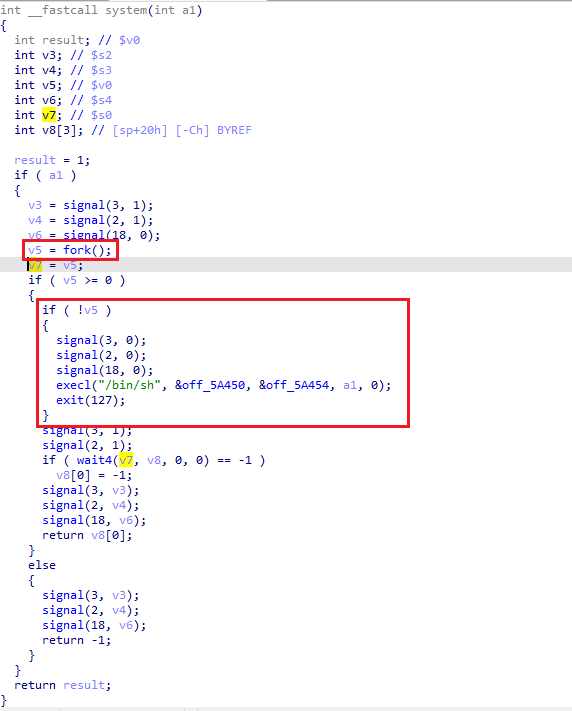 int __fastcall system(int a1)
{
  int result; // $v0
  int v3; // $s2
  int v4; // $s3
  int v5; // $v0
  int v6; // $s4
  int v7; // $s0
  int v8[3]; // [sp+20h] [-Ch] BYREF

  result = 1;
  if ( a1 )
  {
    v3 = signal(3, 1);
    v4 = signal(2, 1);
    v6 = signal(18, 0);
    v5 = fork();
    v7 = v5;
    if ( v5 >= 0 )
    {
      if ( !v5 )
      {
        signal(3, 0);
        signal(2, 0);
        signal(18, 0);
        execl("/bin/sh", &off_5A450, &off_5A454, a1, 0);
        exit(127);
      }
      signal(3, 1);
      signal(2, 1);
      if ( wait4(v7, v8, 0, 0) == -1 )
        v8[0] = -1;
      signal(3, v3);
      signal(2, v4);
      signal(18, v6);
      return v8[0];
    }
    else
    {
      signal(3, v3);
      signal(2, v4);
      signal(18, v6);
      return -1;
    }
  }
  return result;
}